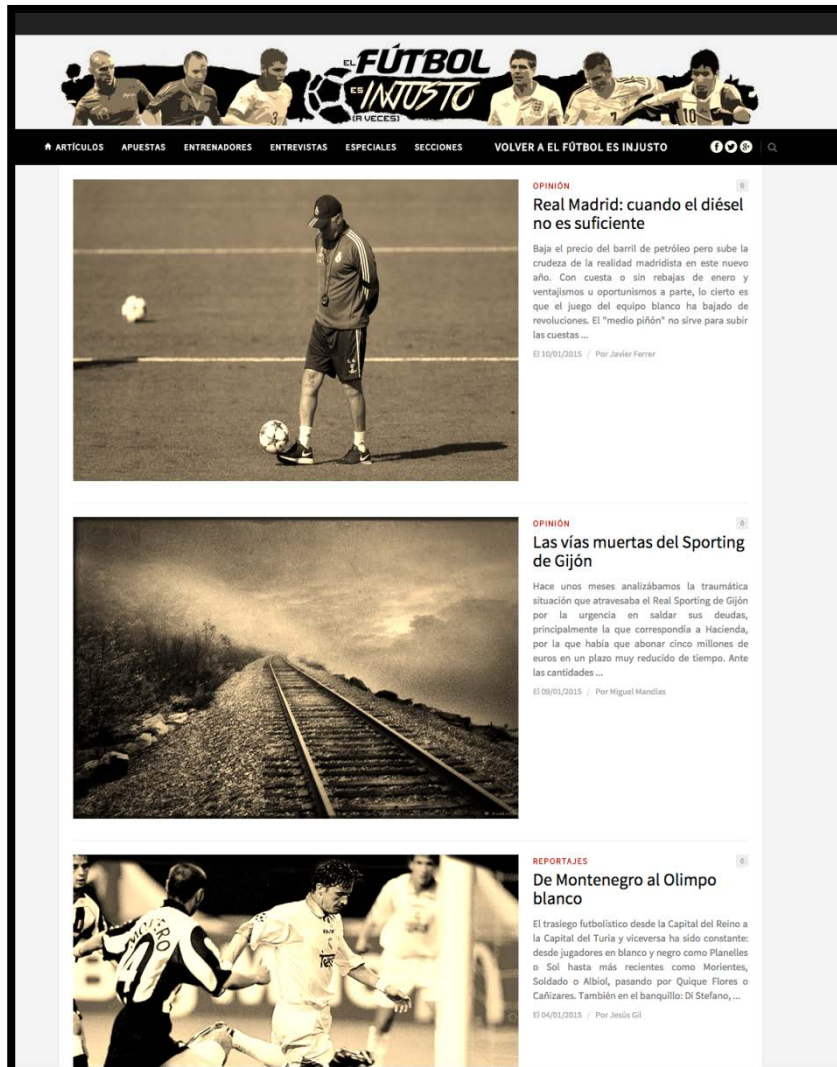 EL FÚTBOL
ES INJUSTO
(A VECES)
3
7
10
ARTÍCULOS APUESTAS ENTRENADORES ENTREVISTAS ESPECIALES SECCIONES VOLVER A EL FÚTBOL ES INJUSTO
OPINIÓN 0
Real Madrid: cuando el diésel
no es suficiente
Baja el precio del barril de petróleo pero sube la
crudeza de la realidad madridista en este nuevo
año. Con cuesta o sin rebajas de enero y
ventajismos u oportunismos a parte, lo cierto es
que el juego del equipo blanco ha bajado de
revoluciones. El "medio piñón" no sirve para subir
las cuestas ...
El 10/01/2015 / Por Javier Ferrer
OPINIÓN 0
Las vías muertas del Sporting
de Gijón
Hace unos meses analizábamos la traumática
situación que atravesaba el Real Sporting de Gijón
por la urgencia en saldar sus deudas,
principalmente la que correspondía a Hacienda,
por la que había que abonar cinco millones de
euros en un plazo muy reducido de tiempo. Ante
las cantidades ...
El 09/01/2015 / Por Miguel Mandías
REPORTAJES 0
De Montenegro al Olimpo
blanco
El trasiego futbolístico desde la Capital del Reino a
la Capital del Turia y viceversa ha sido constante:
desde jugadores en blanco y negro como Planelles
o Sol hasta más recientes como Morientes,
Soldado o Albiol, pasando por Quique Flores o
Cañizares. También en el banquillo: Di Stefano, ...
El 04/01/2015 / Por Jesús Gil